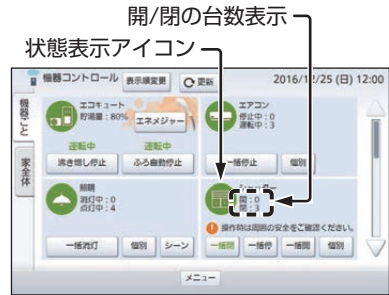 開/閉の台数表示
状態表示アイコン
機器コントロール 表示順変更 更新 2016/12/25 (日) 12:00
機器ごと
家全体
エコキュート
貯湯量：80% エネメジャー
運転中 運転中
沸き増し停止 ふろ自動停止
エアコン
停止中：0
運転中：3
一括停止 個別
照明
消灯中：0
点灯中：4
一括消灯 個別 シーン
シャッター
開：0
閉：3
操作時は周囲の安全をご確認ください。
一括閉 一括停 一括開 個別
メニュー